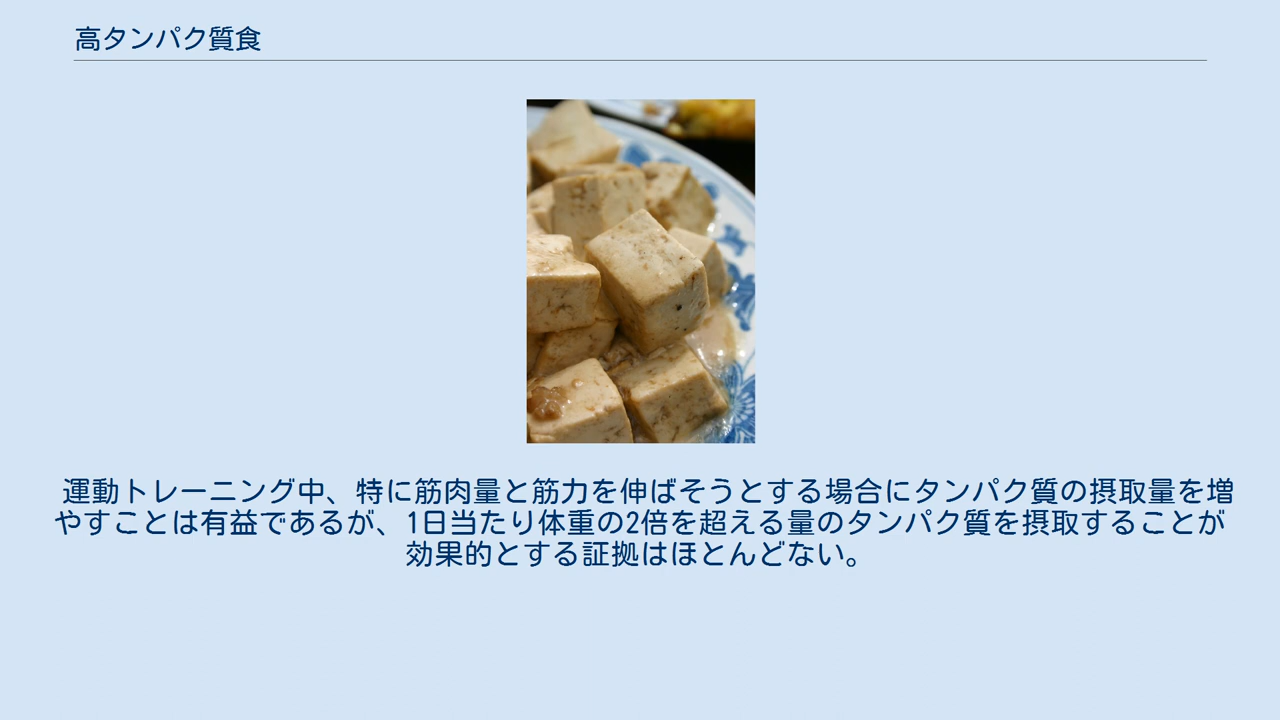 高タンパク質食
運動トレーニング中、特に筋肉量と筋力を伸ばそうとする場合にタンパク質の摂取量を増
やすことは有益であるが、1日当たり体重の2倍を超える量のタンパク質を摂取することが
効果的とする証拠はほとんどない。